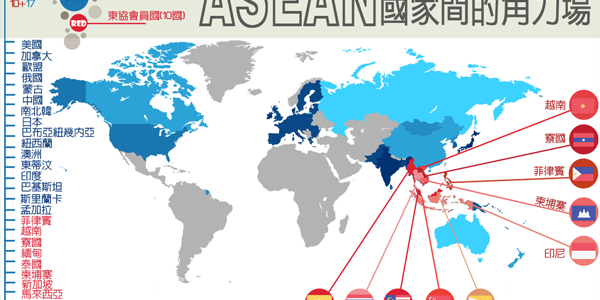 10+17
RED
東協會員國(10國)
ASEAN國家間的角力場
美國
加拿大
歐盟
俄國
蒙古
中國
南北韓
日本
巴布亞紐幾內亞
紐西蘭
澳洲
東蒂汶
印度
巴基斯坦
斯里蘭卡
孟加拉
菲律賓
越南
寮國
緬甸
泰國
柬埔寨
新加坡
馬來西亞
越南
寮國
菲律賓
柬埔寨
印尼